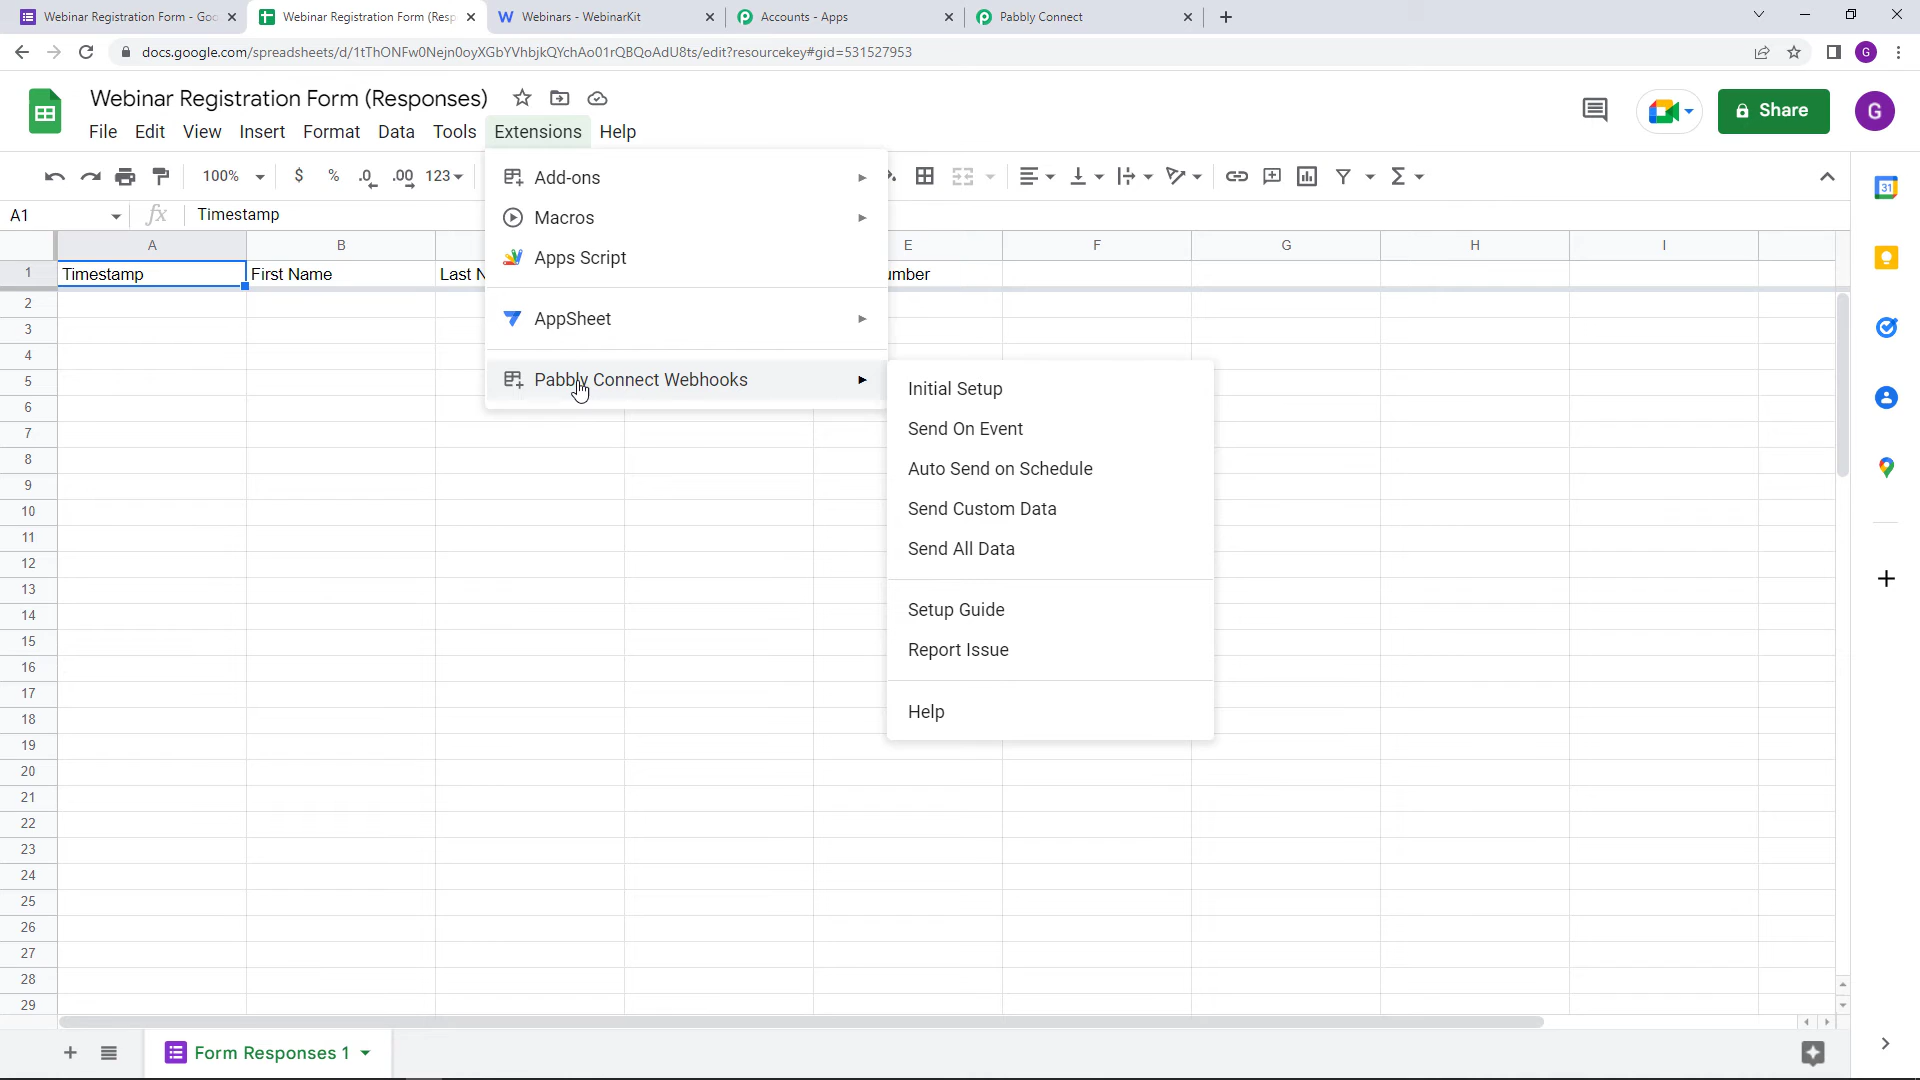 Webinar Registration Form - Goo
Webinar Registration Form (Resp
Webinars - WebinarKit
Accounts - Apps
Pabbly Connect
docs.google.com/spreadsheets/d/1tThONFw0Nejn0oyXGbYVhbjkQYchAo01rQBQoAdU8ts/edit?resourcekey#gid=531527953
G
Webinar Registration Form (Responses)
Share
G
File Edit View Insert Format Data Tools Extensions Help
100% $ % .0 .00 123
31
A1 fx Timestamp
A B E F G H I
1 Timestamp First Name Last N umber
Add-ons
Macros
Apps Script
AppSheet
Pabbly Connect Webhooks
Initial Setup
Send On Event
Auto Send on Schedule
Send Custom Data
Send All Data
Setup Guide
Report Issue
Help
2
3
4
5
6
7
8
9
10
11
12
13
14
15
16
17
18
19
20
21
22
23
24
25
26
27
28
29
Form Responses 1